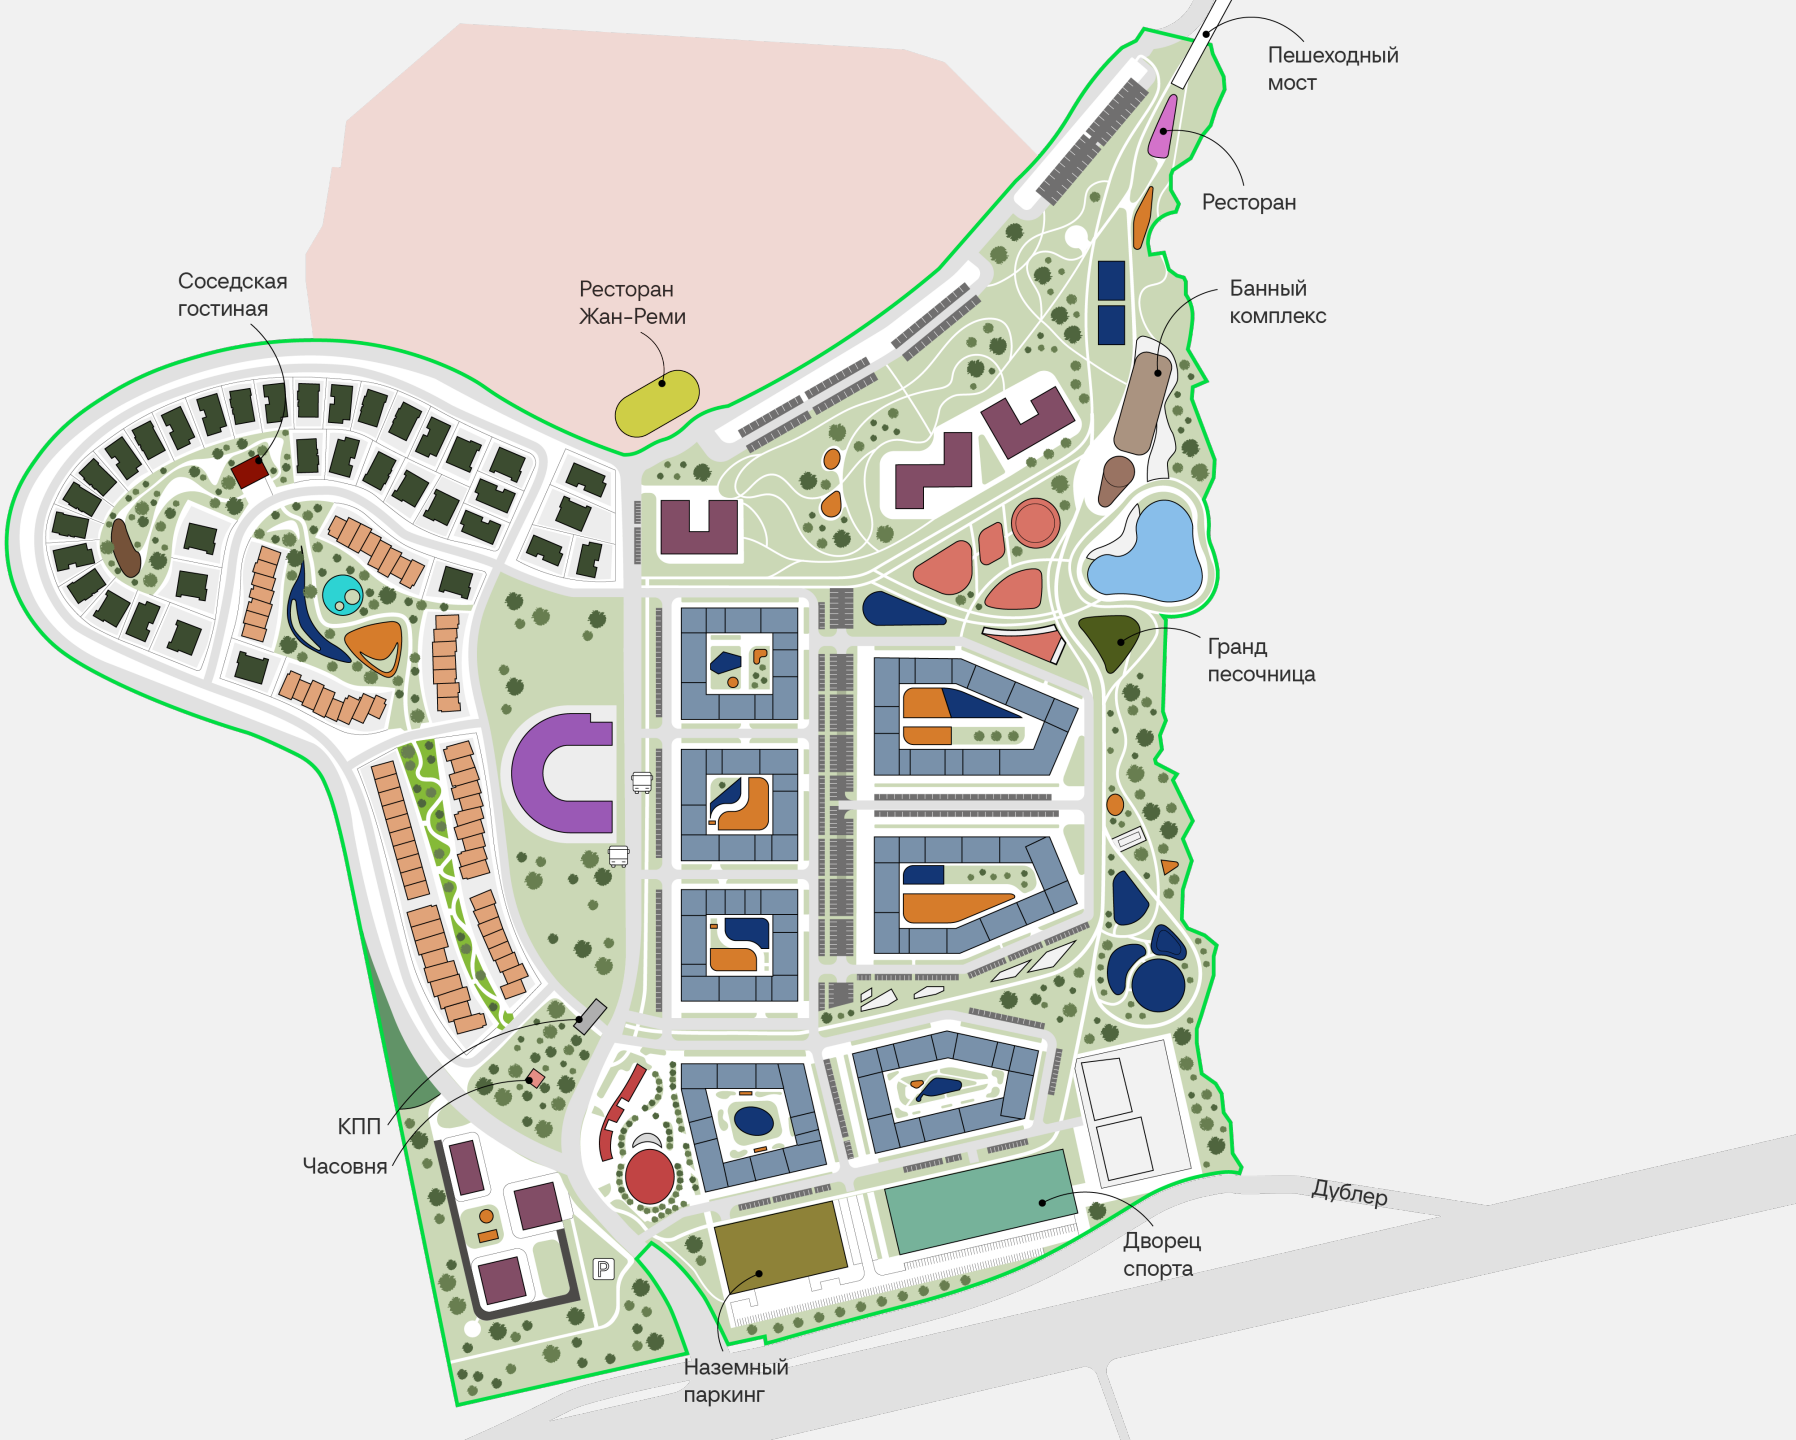 Пешеходный
мост
Ресторан
Соседская
гостиная
Ресторан
Жан-Реми
Банный
комплекс
Гранд
песочница
КПП
Часовня
Дублер
Дворец
спорта
P
Наземный
паркинг